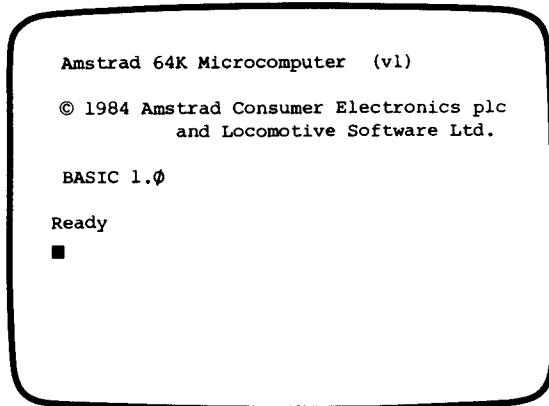 Amstrad 64K Microcomputer (v1)
© 1984 Amstrad Consumer Electronics plc
and Locomotive Software Ltd.
BASIC 1.0
Ready